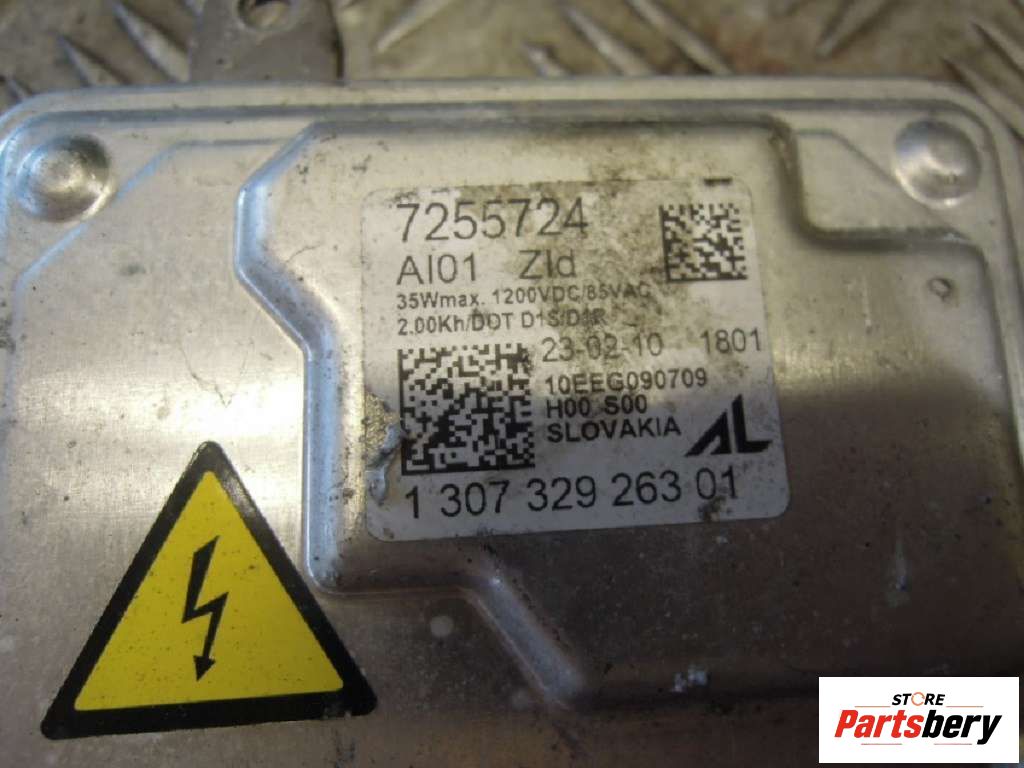 7255724
AI01 Zld
35Wmax. 1200VDC/85VAC
2.00Kh/DOT D1S/D1R
23-02-10 1801
10EEG090709
H00 S00
SLOVAKIA AL
1 307 329 263 01
STORE
Partsbery